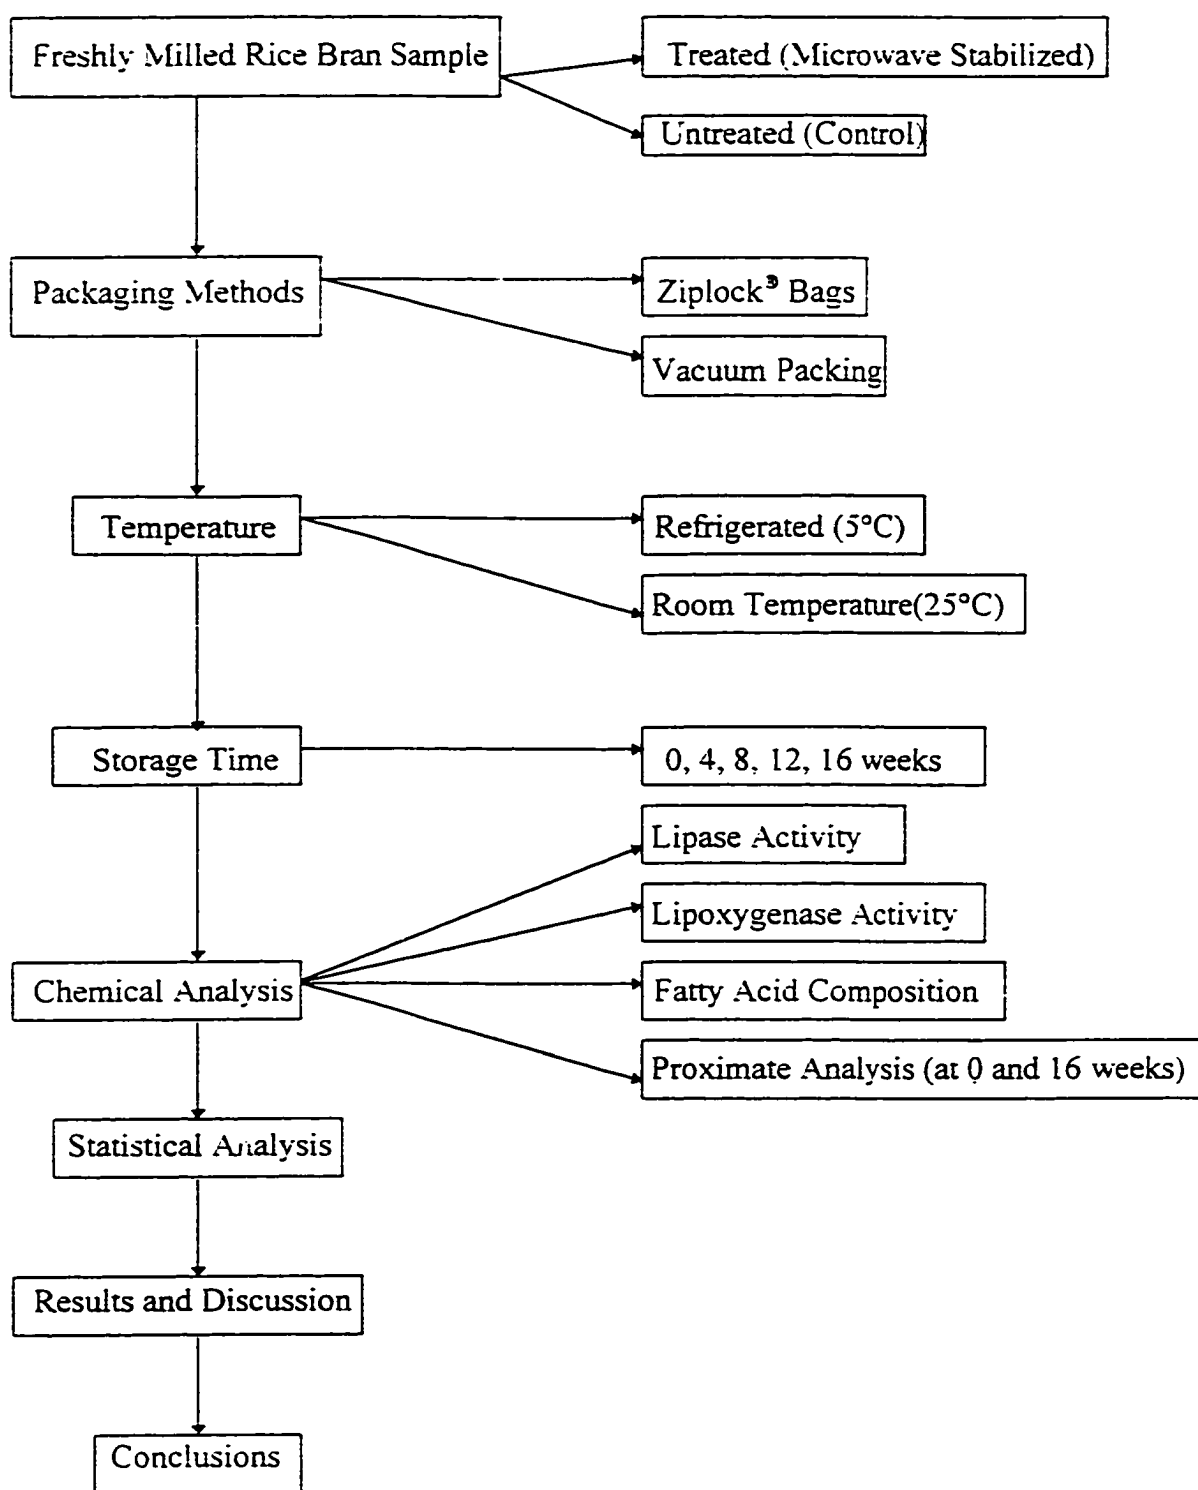 Freshly Milled Rice Bran Sample
Treated (Microwave Stabilized)
Untreated (Control)
Packaging Methods
Ziplock® Bags
Vacuum Packing
Temperature
Refrigerated (5°C)
Room Temperature(25°C)
Storage Time
0, 4, 8, 12, 16 weeks
Lipase Activity
Lipoxygenase Activity
Chemical Analysis
Fatty Acid Composition
Proximate Analysis (at 0 and 16 weeks)
Statistical Analysis
Results and Discussion
Conclusions